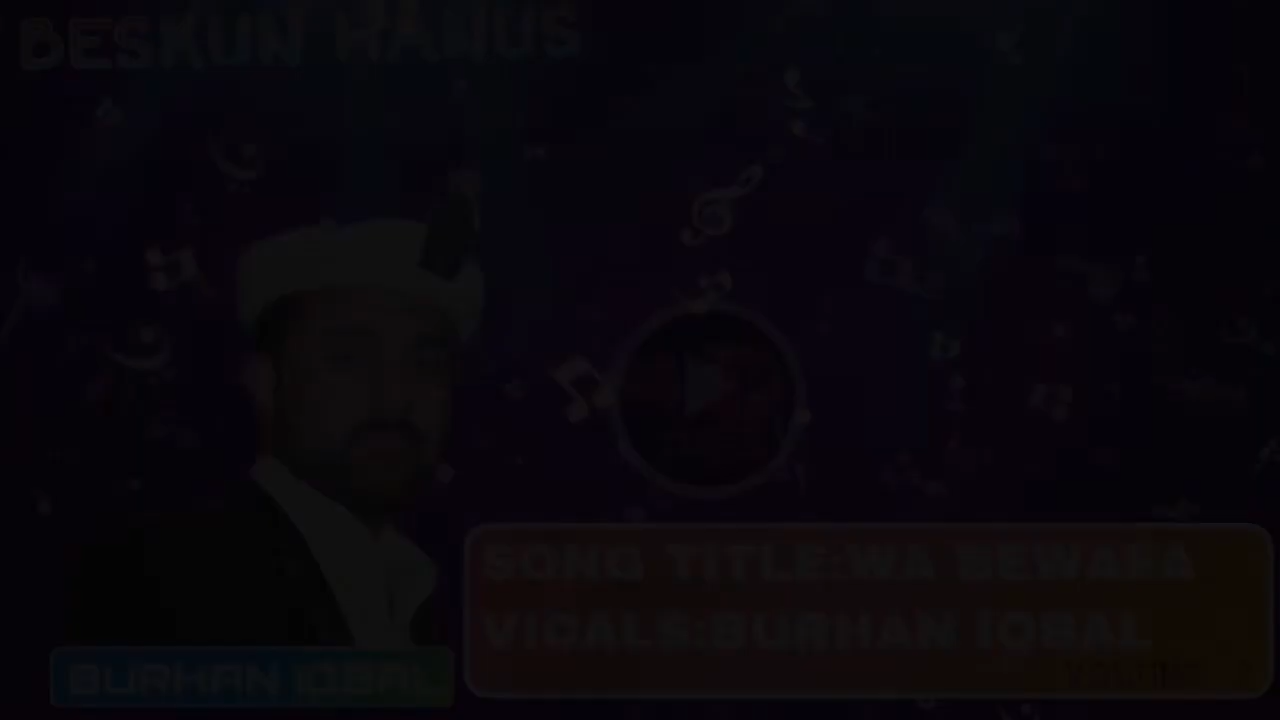 BESKUN HANUS
SONG TITLE:WA BEWAFA
VICALS:BURHAN IQBAL
BURHAN IQBAL